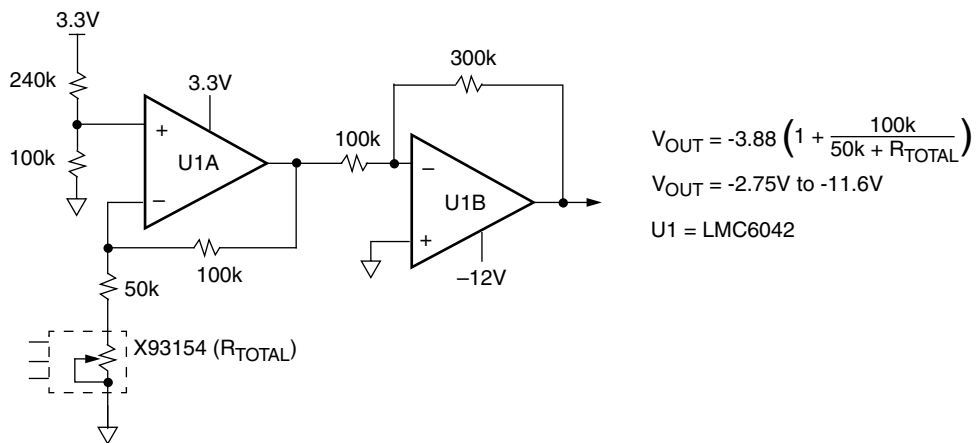 3.3V
240k
100k
+
U1A
−
3.3V
100k
50k
X93154 (RTOTAL)
100k
300k
−
U1B
+
–12V
VOUT = -3.88 (1 + 100k / 50k + RTOTAL)
VOUT = -2.75V to -11.6V
U1 = LMC6042